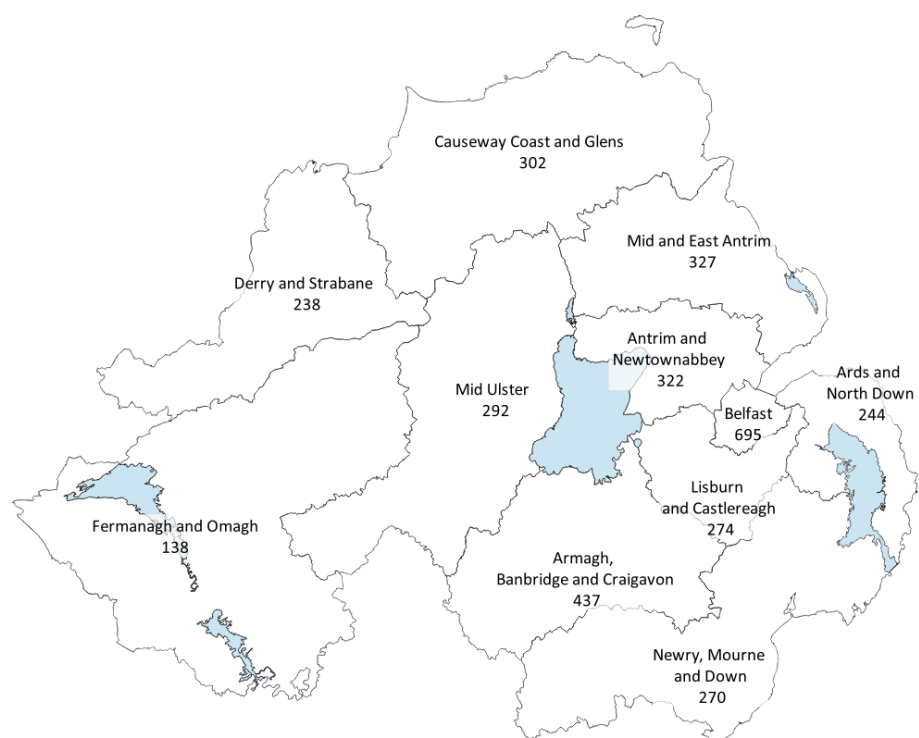 Causeway Coast and Glens
302
Mid and East Antrim
327
Derry and Strabane
238
Antrim and
Newtownabbey
322
Ards and
North Down
244
Mid Ulster
292
Belfast
695
Lisburn
and Castlereagh
274
Fermanagh and Omagh
138
Armagh,
Banbridge and Craigavon
437
Newry, Mourne
and Down
270